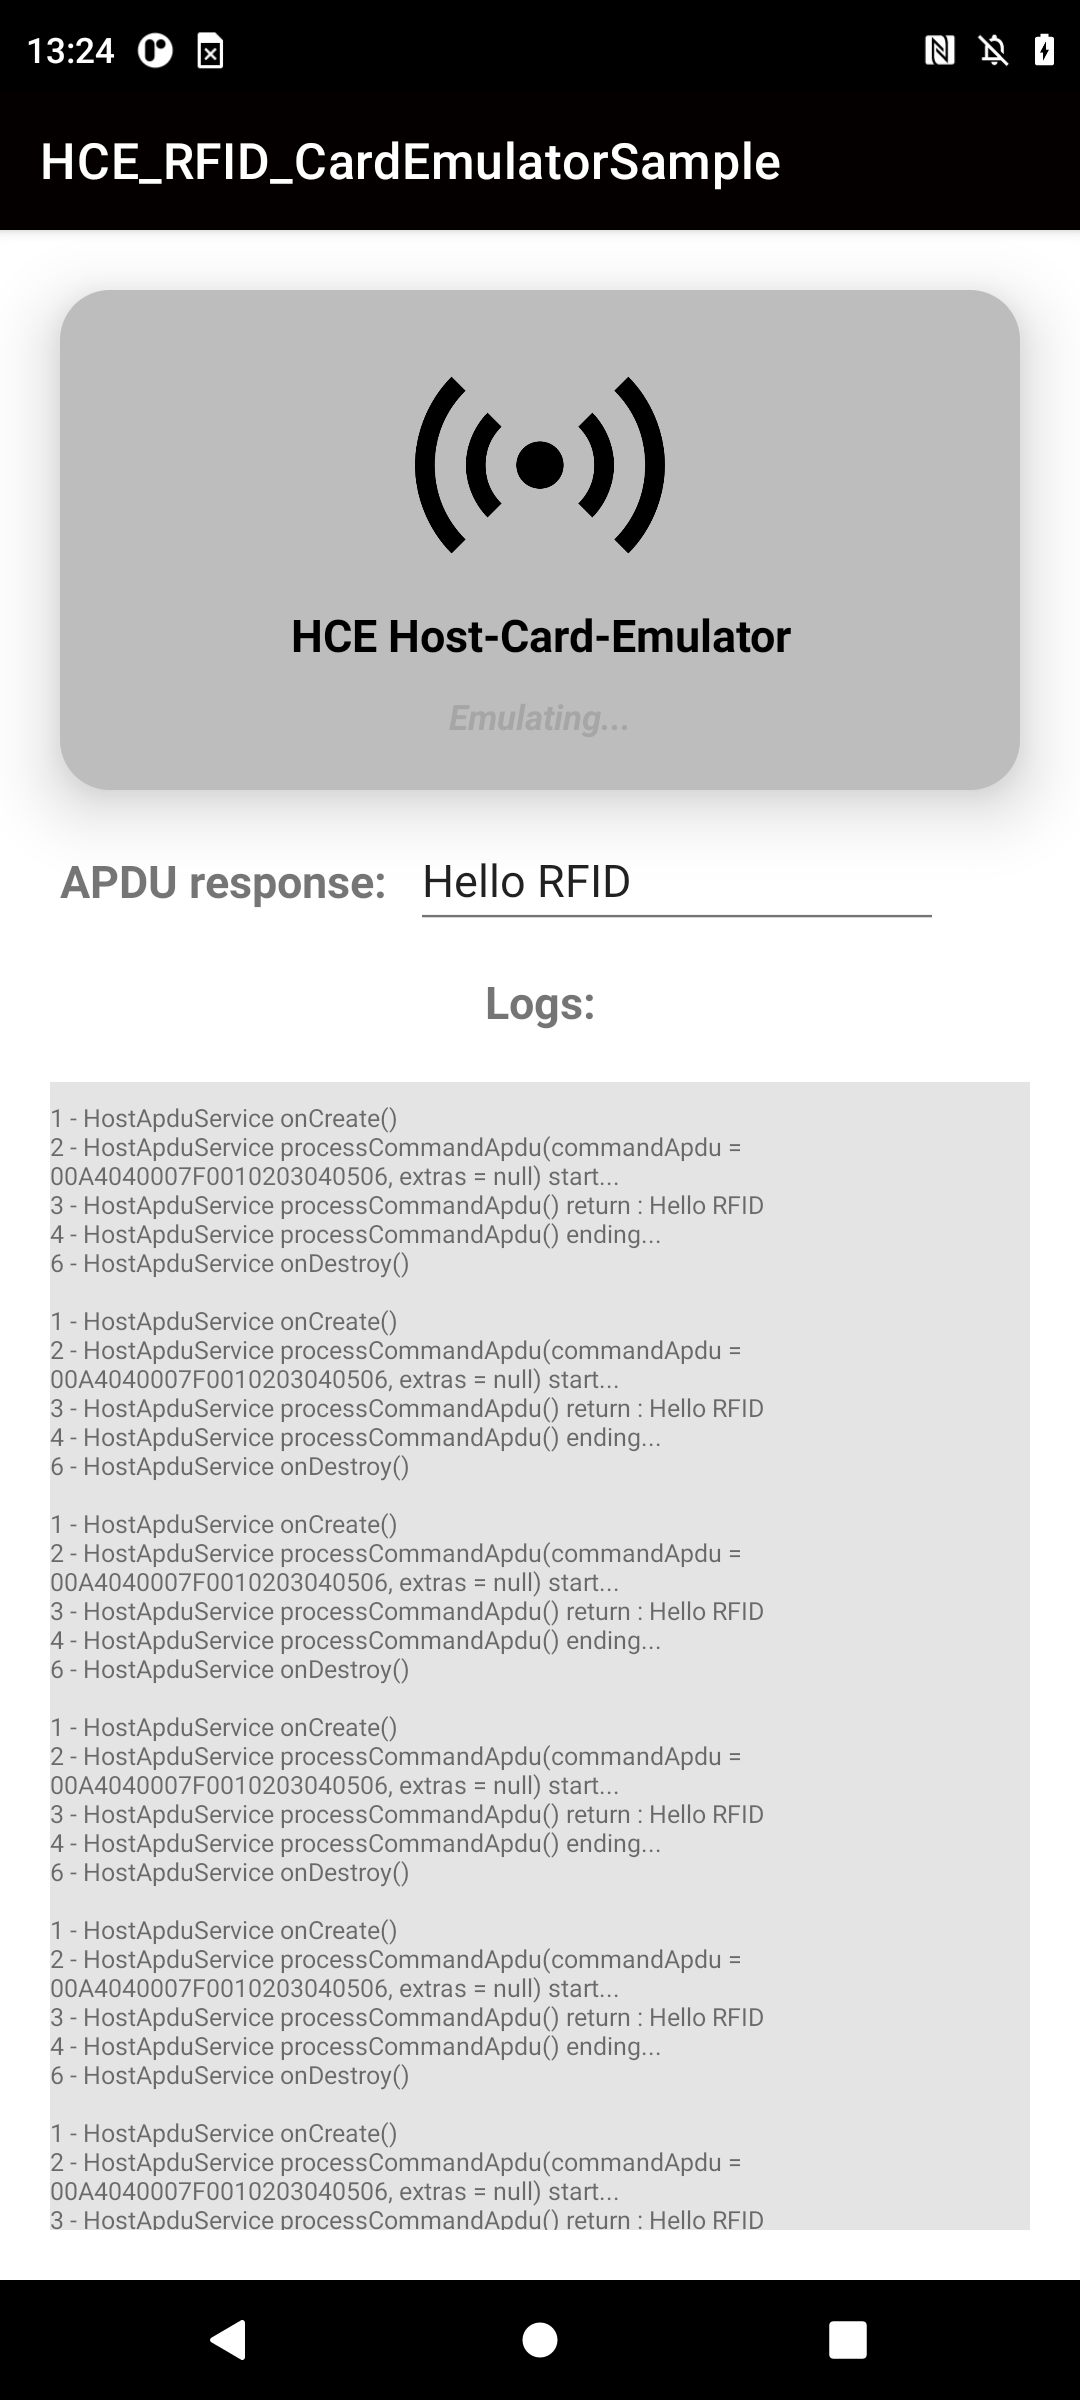 13:24
HCE_RFID_CardEmulatorSample
HCE Host-Card-Emulator
Emulating...
APDU response: Hello RFID
Logs:
1 - HostApduService onCreate()
2 - HostApduService processCommandApdu(commandApdu =
00A4040007F0010203040506, extras = null) start...
3 - HostApduService processCommandApdu() return : Hello RFID
4 - HostApduService processCommandApdu() ending...
6 - HostApduService onDestroy()
1 - HostApduService onCreate()
2 - HostApduService processCommandApdu(commandApdu =
00A4040007F0010203040506, extras = null) start...
3 - HostApduService processCommandApdu() return : Hello RFID
4 - HostApduService processCommandApdu() ending...
6 - HostApduService onDestroy()
1 - HostApduService onCreate()
2 - HostApduService processCommandApdu(commandApdu =
00A4040007F0010203040506, extras = null) start...
3 - HostApduService processCommandApdu() return : Hello RFID
4 - HostApduService processCommandApdu() ending...
6 - HostApduService onDestroy()
1 - HostApduService onCreate()
2 - HostApduService processCommandApdu(commandApdu =
00A4040007F0010203040506, extras = null) start...
3 - HostApduService processCommandApdu() return : Hello RFID
4 - HostApduService processCommandApdu() ending...
6 - HostApduService onDestroy()
1 - HostApduService onCreate()
2 - HostApduService processCommandApdu(commandApdu =
00A4040007F0010203040506, extras = null) start...
3 - HostApduService processCommandApdu() return : Hello RFID
4 - HostApduService processCommandApdu() ending...
6 - HostApduService onDestroy()
1 - HostApduService onCreate()
2 - HostApduService processCommandApdu(commandApdu =
00A4040007F0010203040506, extras = null) start...
3 - HostApduService processCommandApdu() return : Hello RFID